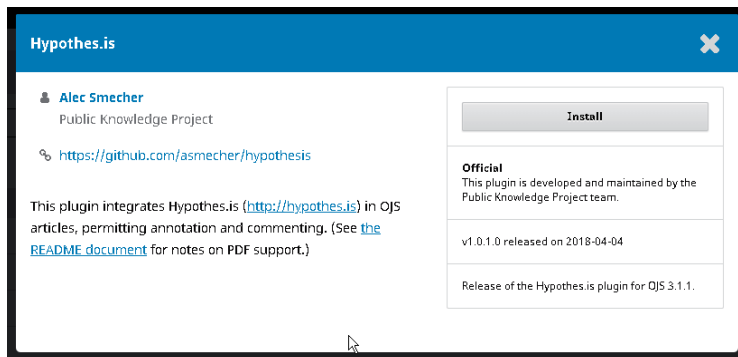 Hypothes.is
Alec Smecher
Public Knowledge Project
https://github.com/asmecher/hypothesis
This plugin integrates Hypothes.is (http://hypothes.is) in OJS
articles, permitting annotation and commenting. (See the
README document for notes on PDF support.)
Install
Official
This plugin is developed and maintained by the
Public Knowledge Project team.
v1.0.1.0 released on 2018-04-04
Release of the Hypothes.is plugin for OJS 3.1.1.